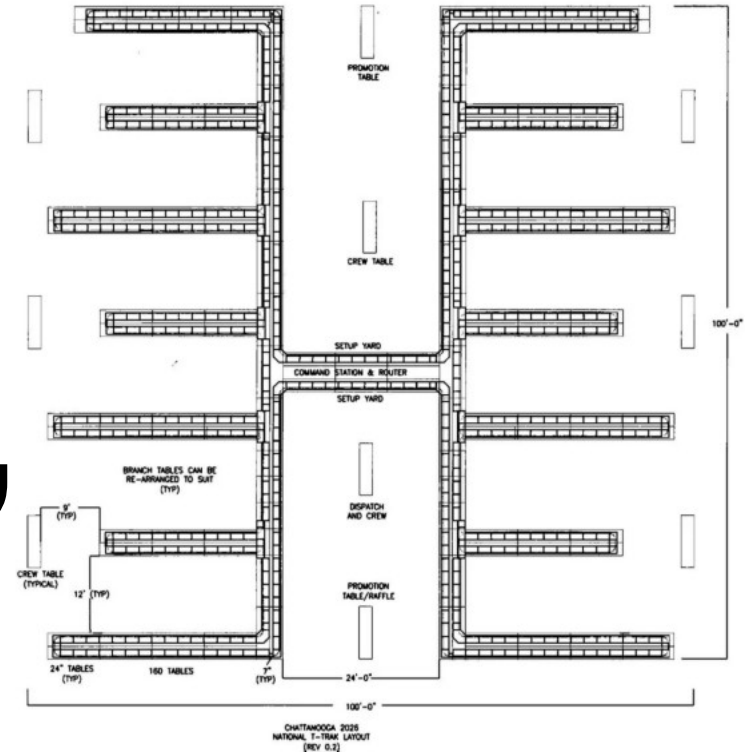 PROMOTION
TABLE
CREW TABLE
100'-0"
SETUP YARD
COMMAND STATION & ROUTER
SETUP YARD
BRANCH TABLES CAN BE
RE-ARRANGED TO SUIT
(TYP)
9'
(TYP)
DISPATCH
AND CREW
CREW TABLE
(TYPICAL)
12' (TYP)
PROMOTION
TABLE/RAFFLE
24" TABLES
(TYP)
160 TABLES
7"
(TYP)
24'-0"
100'-0"
CHATTANOOGA 2026
NATIONAL T-TRAK LAYOUT
(REV 0.2)